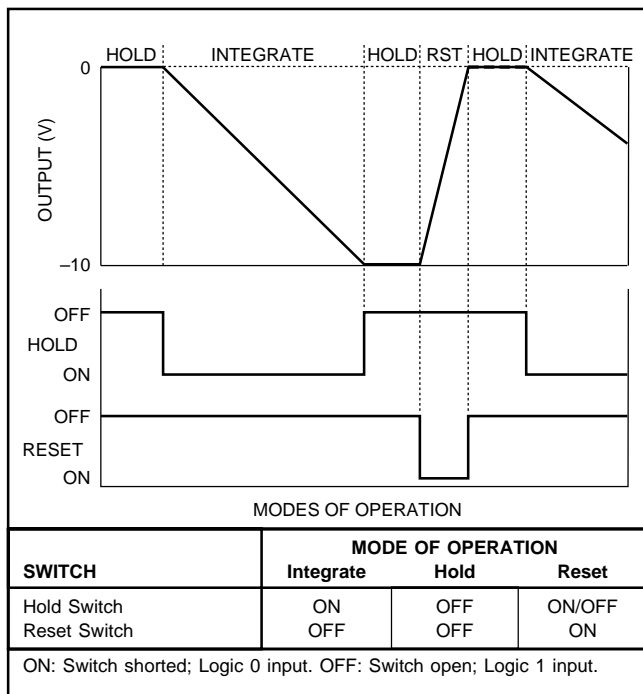 HOLD INTEGRATE HOLD RST HOLD INTEGRATE
0
OUTPUT (V)
–10
OFF
HOLD
ON
OFF
RESET
ON
MODES OF OPERATION
MODE OF OPERATION
SWITCH Integrate Hold Reset
Hold Switch ON OFF ON/OFF
Reset Switch OFF OFF ON
ON: Switch shorted; Logic 0 input. OFF: Switch open; Logic 1 input.